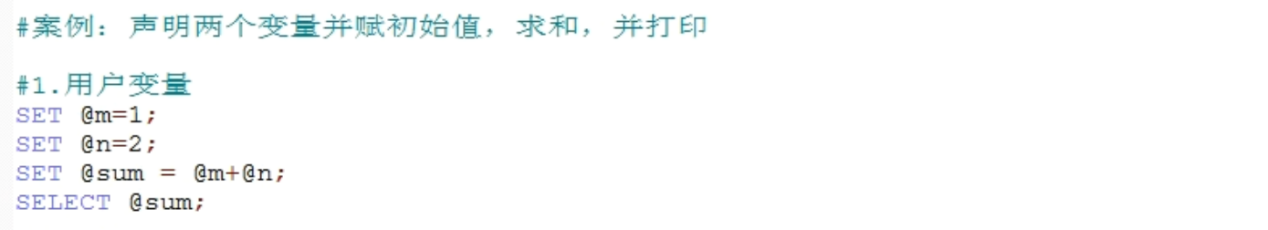 #案例：声明两个变量并赋初始值，求和，并打印
#1.用户变量
SET @m=1;
SET @n=2;
SET @sum = @m+@n;
SELECT @sum;